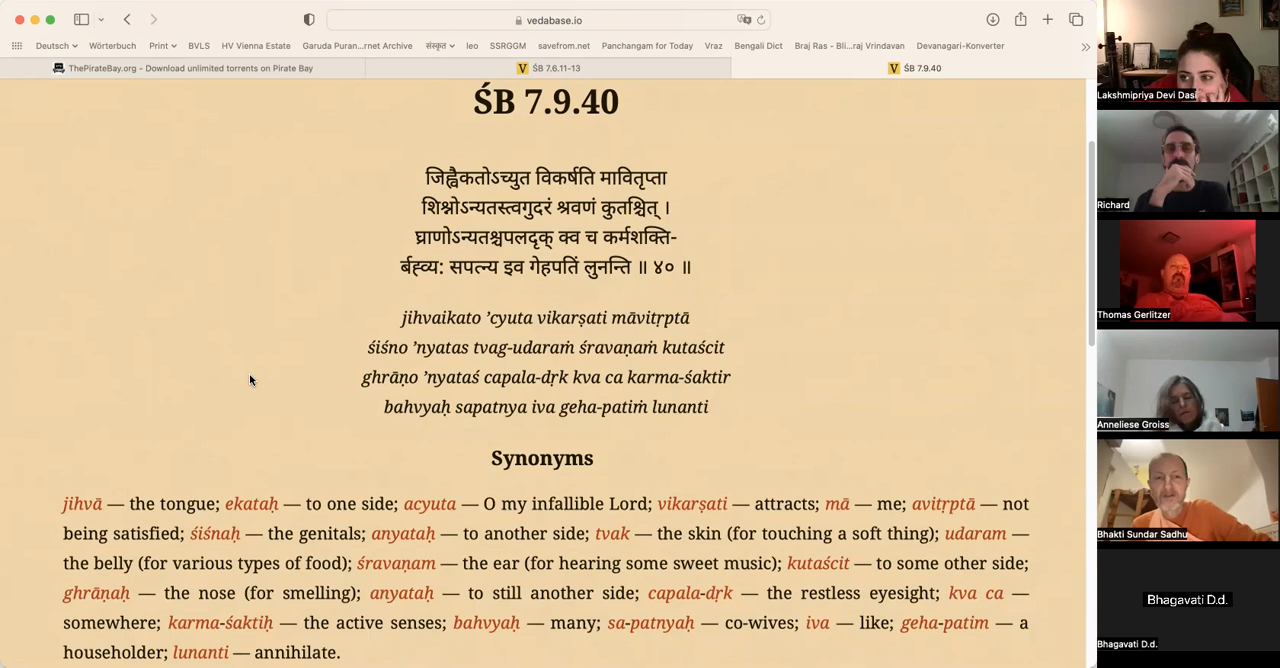 vedabase.io
Deutsch
Wörterbuch
Print
BVLS
HV Vienna Estate
Garuda Puran...rnet Archive
संस्कृत
leo
SSRGGM
savefrom.net
Panchangam for Today
Vraz
Bengali Dict
Braj Ras - Bli...raj Vrindavan
Devanagari-Konverter
ThePirateBay.org - Download unlimited torrents on Pirate Bay
ŚB 7.6.11-13
ŚB 7.9.40
ŚB 7.9.40
जिह्वैकतोऽच्युत विकर्षति मावितृप्ता
शिश्नोऽन्यतस्त्वगुदरं श्रवणं कुतश्चित् ।
घ्राणोऽन्यतश्चपलद‍ृक् क्‍व च कर्मशक्ति-
र्बह्व्य: सपत्‍न्य इव गेहपतिं लुनन्ति ॥ ४० ॥
jihvaikato ’cyuta vikarṣati māvitṛptā
śiśno ’nyatas tvag-udaraṁ śravaṇaṁ kutaścit
ghrāṇo ’nyataś capala-dṛk kva ca karma-śaktir
bahvyaḥ sapatnya iva geha-patiṁ lunanti
Synonyms
jihvā — the tongue; ekataḥ — to one side; acyuta — O my infallible Lord; vikarṣati — attracts; mā — me; avitṛptā — not
being satisfied; śiśnaḥ — the genitals; anyataḥ — to another side; tvak — the skin (for touching a soft thing); udaram —
the belly (for various types of food); śravaṇam — the ear (for hearing some sweet music); kutaścit — to some other side;
ghrāṇaḥ — the nose (for smelling); anyataḥ — to still another side; capala-dṛk — the restless eyesight; kva ca —
somewhere; karma-śaktiḥ — the active senses; bahvyaḥ — many; sa-patnyaḥ — co-wives; iva — like; geha-patim — a
householder; lunanti — annihilate.
Lakshmipriya Devi Dasi
Richard
Thomas Gerlitzer
Anneliese Groiss
Bhakti Sundar Sadhu
Bhagavati D.d.
Bhagavati D.d.